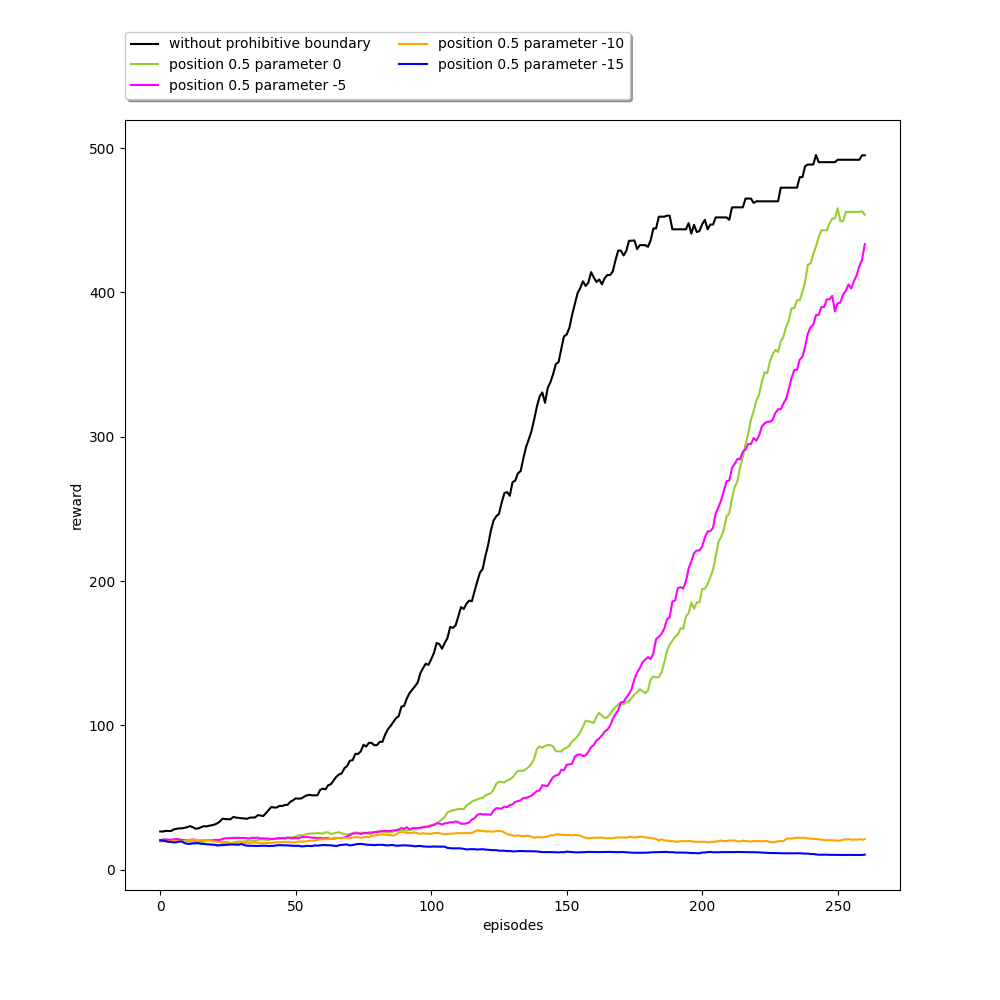 without prohibitive boundary
position 0.5 parameter 0
position 0.5 parameter -5
position 0.5 parameter -10
position 0.5 parameter -15
500
400
300
200
100
0
reward
0 50 100 150 200 250
episodes